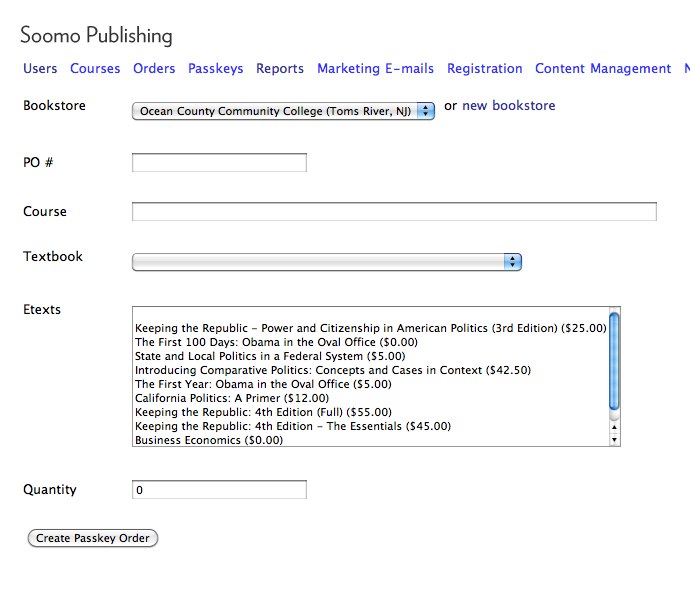 Soomo Publishing
Users Courses Orders Passkeys Reports Marketing E-mails Registration Content Management
Bookstore Ocean County Community College (Toms River, NJ) or new bookstore
PO #
Course
Textbook
Etexts
Keeping the Republic - Power and Citizenship in American Politics (3rd Edition) ($25.00)
The First 100 Days: Obama in the Oval Office ($0.00)
State and Local Politics in a Federal System ($5.00)
Introducing Comparative Politics: Concepts and Cases in Context ($42.50)
The First Year: Obama in the Oval Office ($5.00)
California Politics: A Primer ($12.00)
Keeping the Republic: 4th Edition (Full) ($55.00)
Keeping the Republic: 4th Edition - The Essentials ($45.00)
Business Economics ($0.00)
Quantity 0
Create Passkey Order